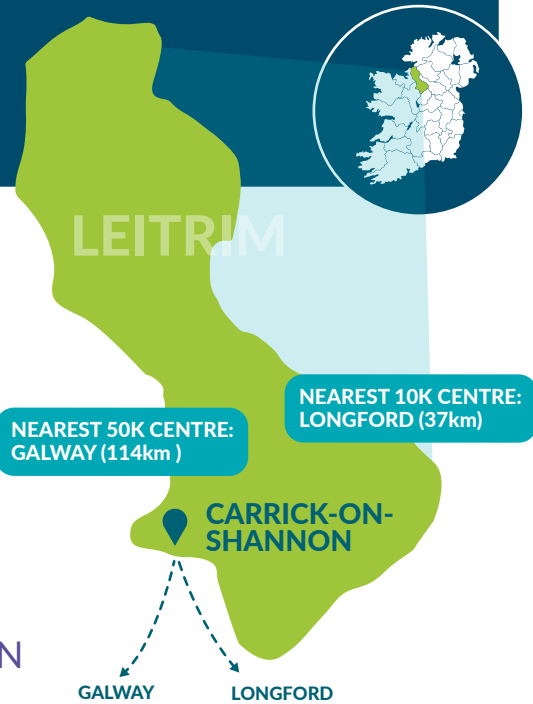 LEITRIM
NEAREST 10K CENTRE:
LONGFORD (37km)
NEAREST 50K CENTRE:
GALWAY (114km )
CARRICK-ON-
SHANNON
N
GALWAY
LONGFORD